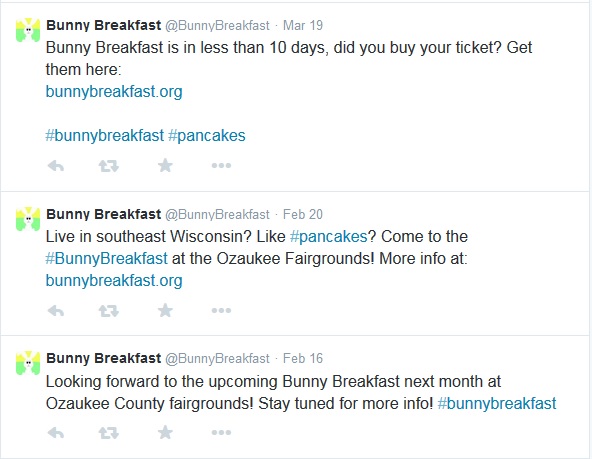 Bunny Breakfast @BunnyBreakfast · Mar 19
Bunny Breakfast is in less than 10 days, did you buy your ticket? Get
them here:
bunnybreakfast.org
#bunnybreakfast #pancakes
Bunny Breakfast @BunnyBreakfast · Feb 20
Live in southeast Wisconsin? Like #pancakes? Come to the
#BunnyBreakfast at the Ozaukee Fairgrounds! More info at:
bunnybreakfast.org
Bunny Breakfast @BunnyBreakfast · Feb 16
Looking forward to the upcoming Bunny Breakfast next month at
Ozaukee County fairgrounds! Stay tuned for more info! #bunnybreakfast